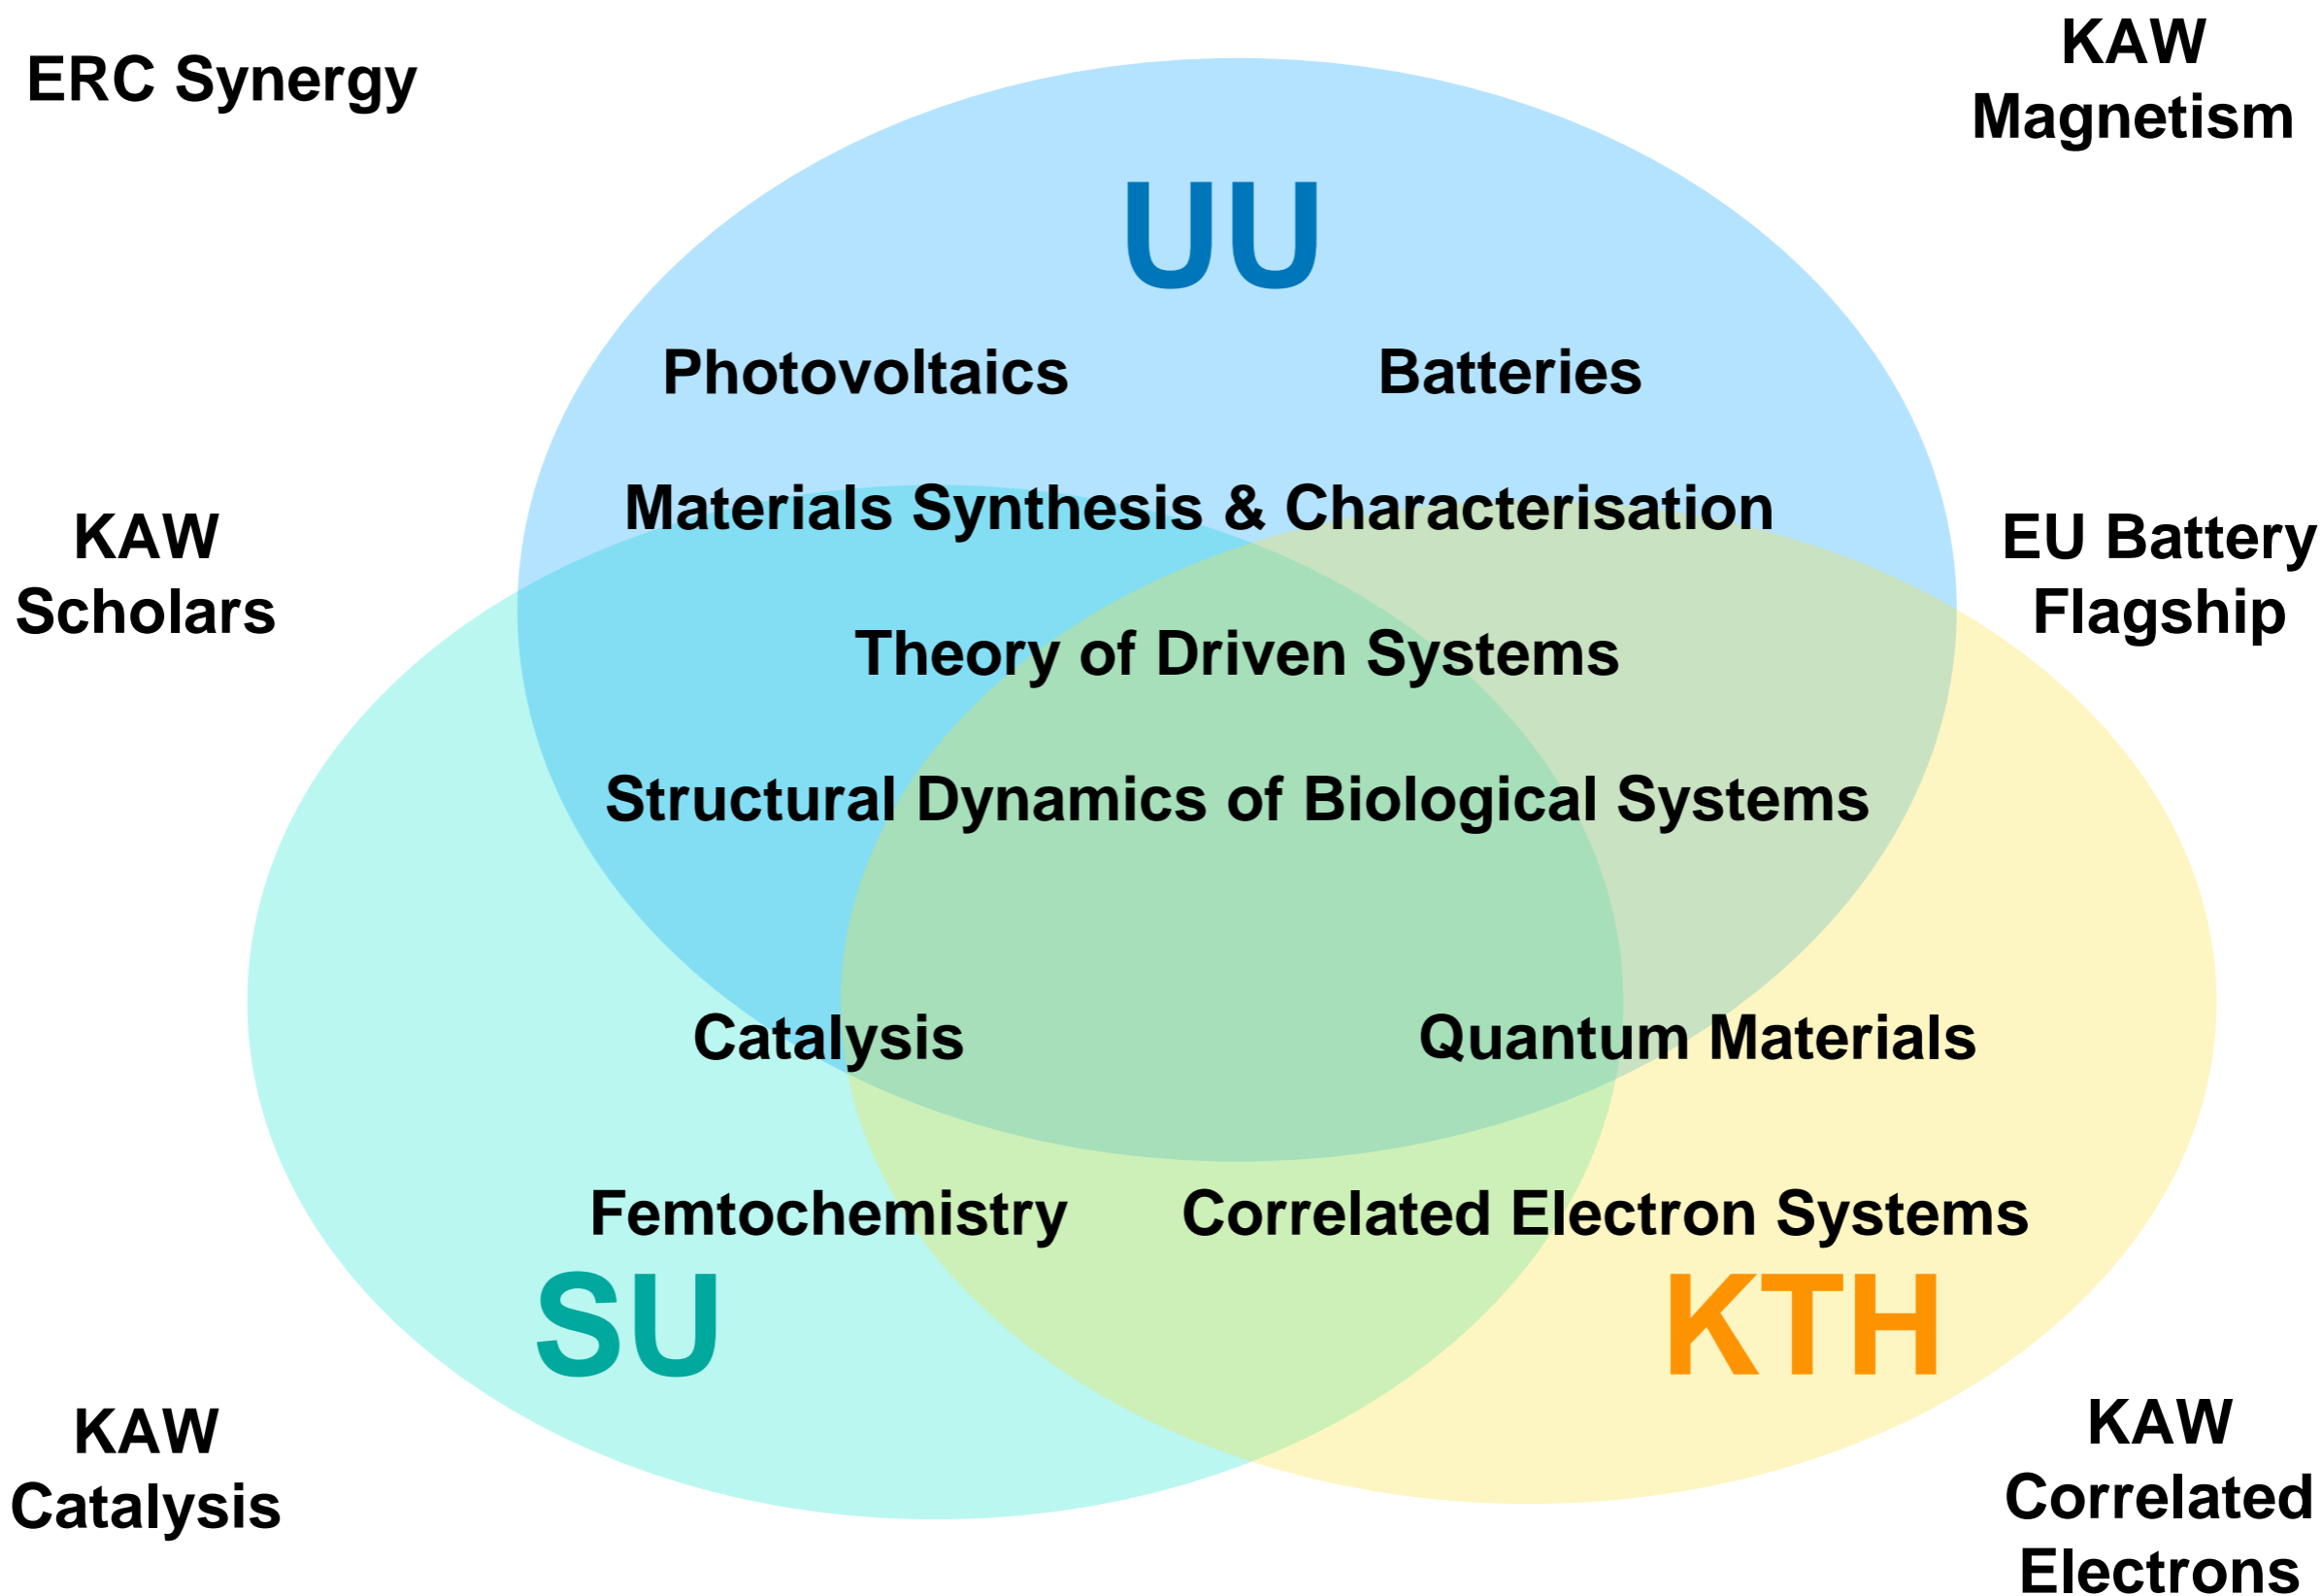 ERC Synergy
KAW
Magnetism
UU
Photovoltaics
Batteries
Materials Synthesis & Characterisation
KAW
Scholars
EU Battery
Flagship
Theory of Driven Systems
Structural Dynamics of Biological Systems
Catalysis
Quantum Materials
Femtochemistry
Correlated Electron Systems
SU
KTH
KAW
Catalysis
KAW
Correlated
Electrons